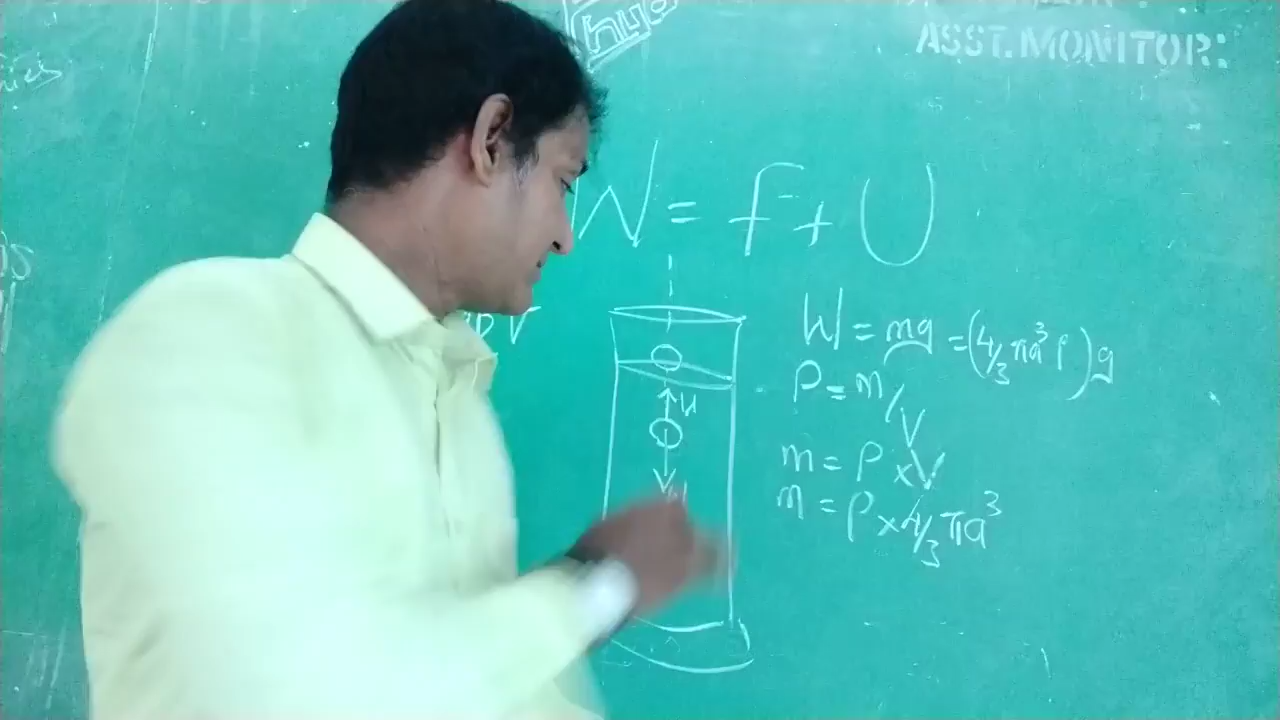 ASST. MONITOR:
W = F + U
W = mg = (4/3 πa³ ρ) g
ρ = m/V
u
m = ρ × V
m = ρ × 4/3 πa³